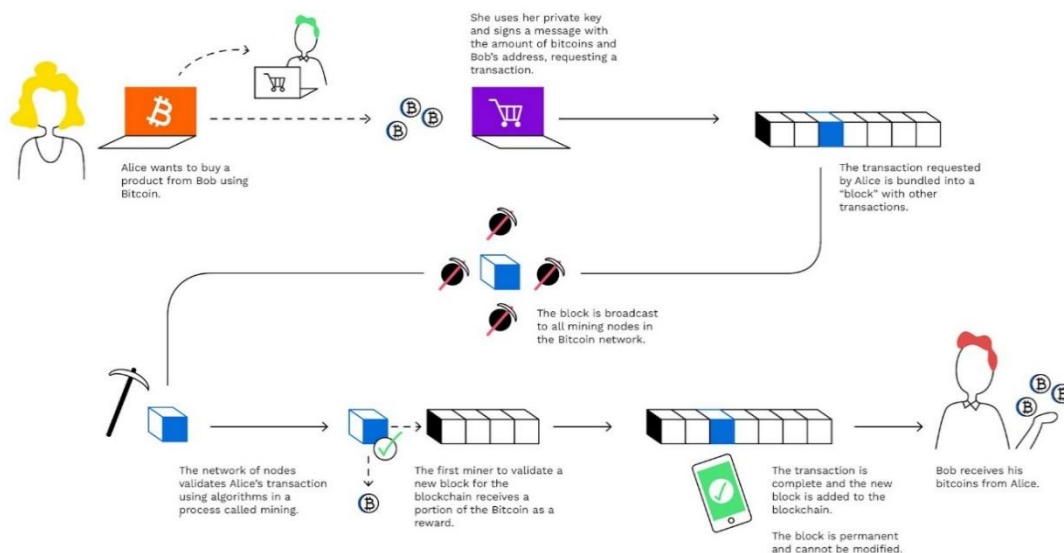 She uses her private key
and signs a message with
the amount of bitcoins and
Bob's address, requesting a
transaction.
Alice wants to buy a
product from Bob using
Bitcoin.
The transaction requested
by Alice is bundled into a
"block" with other
transactions.
The block is broadcast
to all mining nodes in
the Bitcoin network.
The network of nodes
validates Alice's transaction
using algorithms in a
process called mining.
The first miner to validate a
new block for the
blockchain receives a
portion of the Bitcoin as a
reward.
The transaction is
complete and the new
block is added to the
blockchain.
The block is permanent
and cannot be modified.
Bob receives his
bitcoins from Alice.